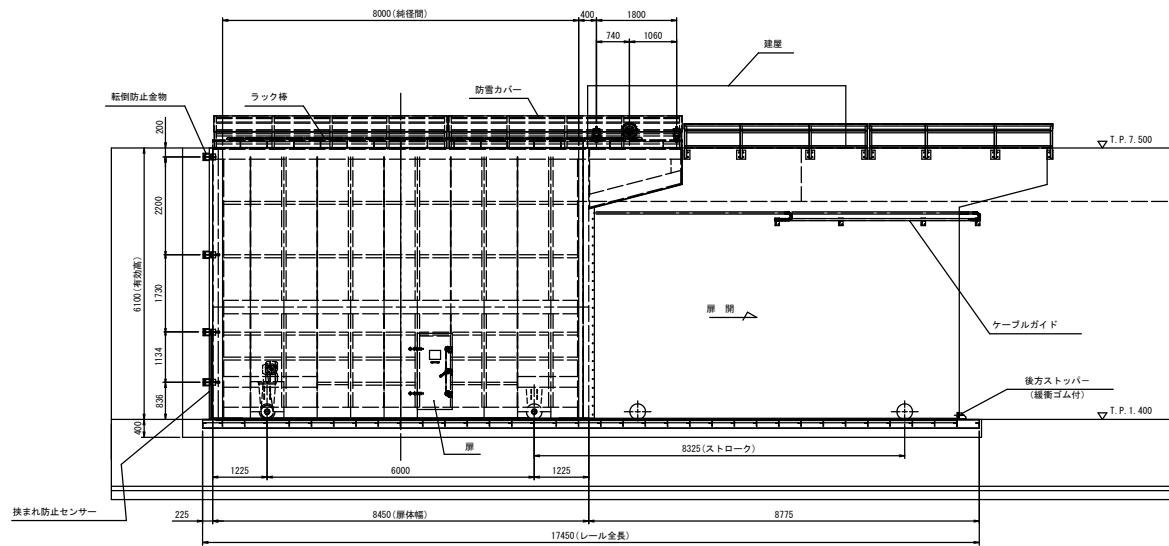 8000(純径間)
400
1800
740
1060
建屋
転倒防止金物
ラック棒
防雪カバー
200
T.P.7.500
2200
6100(有効高)
1730
扉 開
ケーブルガイド
1134
後方ストッパー
(緩衝ゴム付)
836
T.P.1.400
400
扉
8325(ストローク)
1225
6000
1225
挟まれ防止センサー
225
8450(扉体幅)
8775
17450(レール全長)